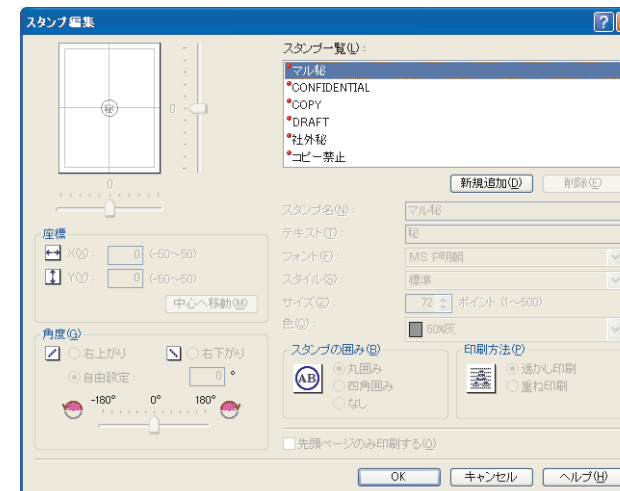 スタンプ編集
?
スタンプ一覧(L):
マル秘
CONFIDENTIAL
COPY
DRAFT
社外秘
コピー禁止
秘
0
0
新規追加(D)
削除(E)
スタンプ名(N):
マル秘
テキスト(T):
秘
フォント(F):
MS P明朝
スタイル(S):
標準
サイズ(Z):
72
ポイント (1~500)
色(C):
50%灰
座標
X(X):
0
(-50~50)
Y(Y):
0
(-50~50)
中心へ移動(M)
角度(G)
右上がり
右下がり
自由設定:
0
°
-180°
0°
180°
スタンプの囲み(B)
AB
丸囲み
四角囲み
なし
印刷方法(P)
透かし印刷
重ね印刷
先頭ページのみ印刷する(O)
OK
キャンセル
ヘルプ(H)